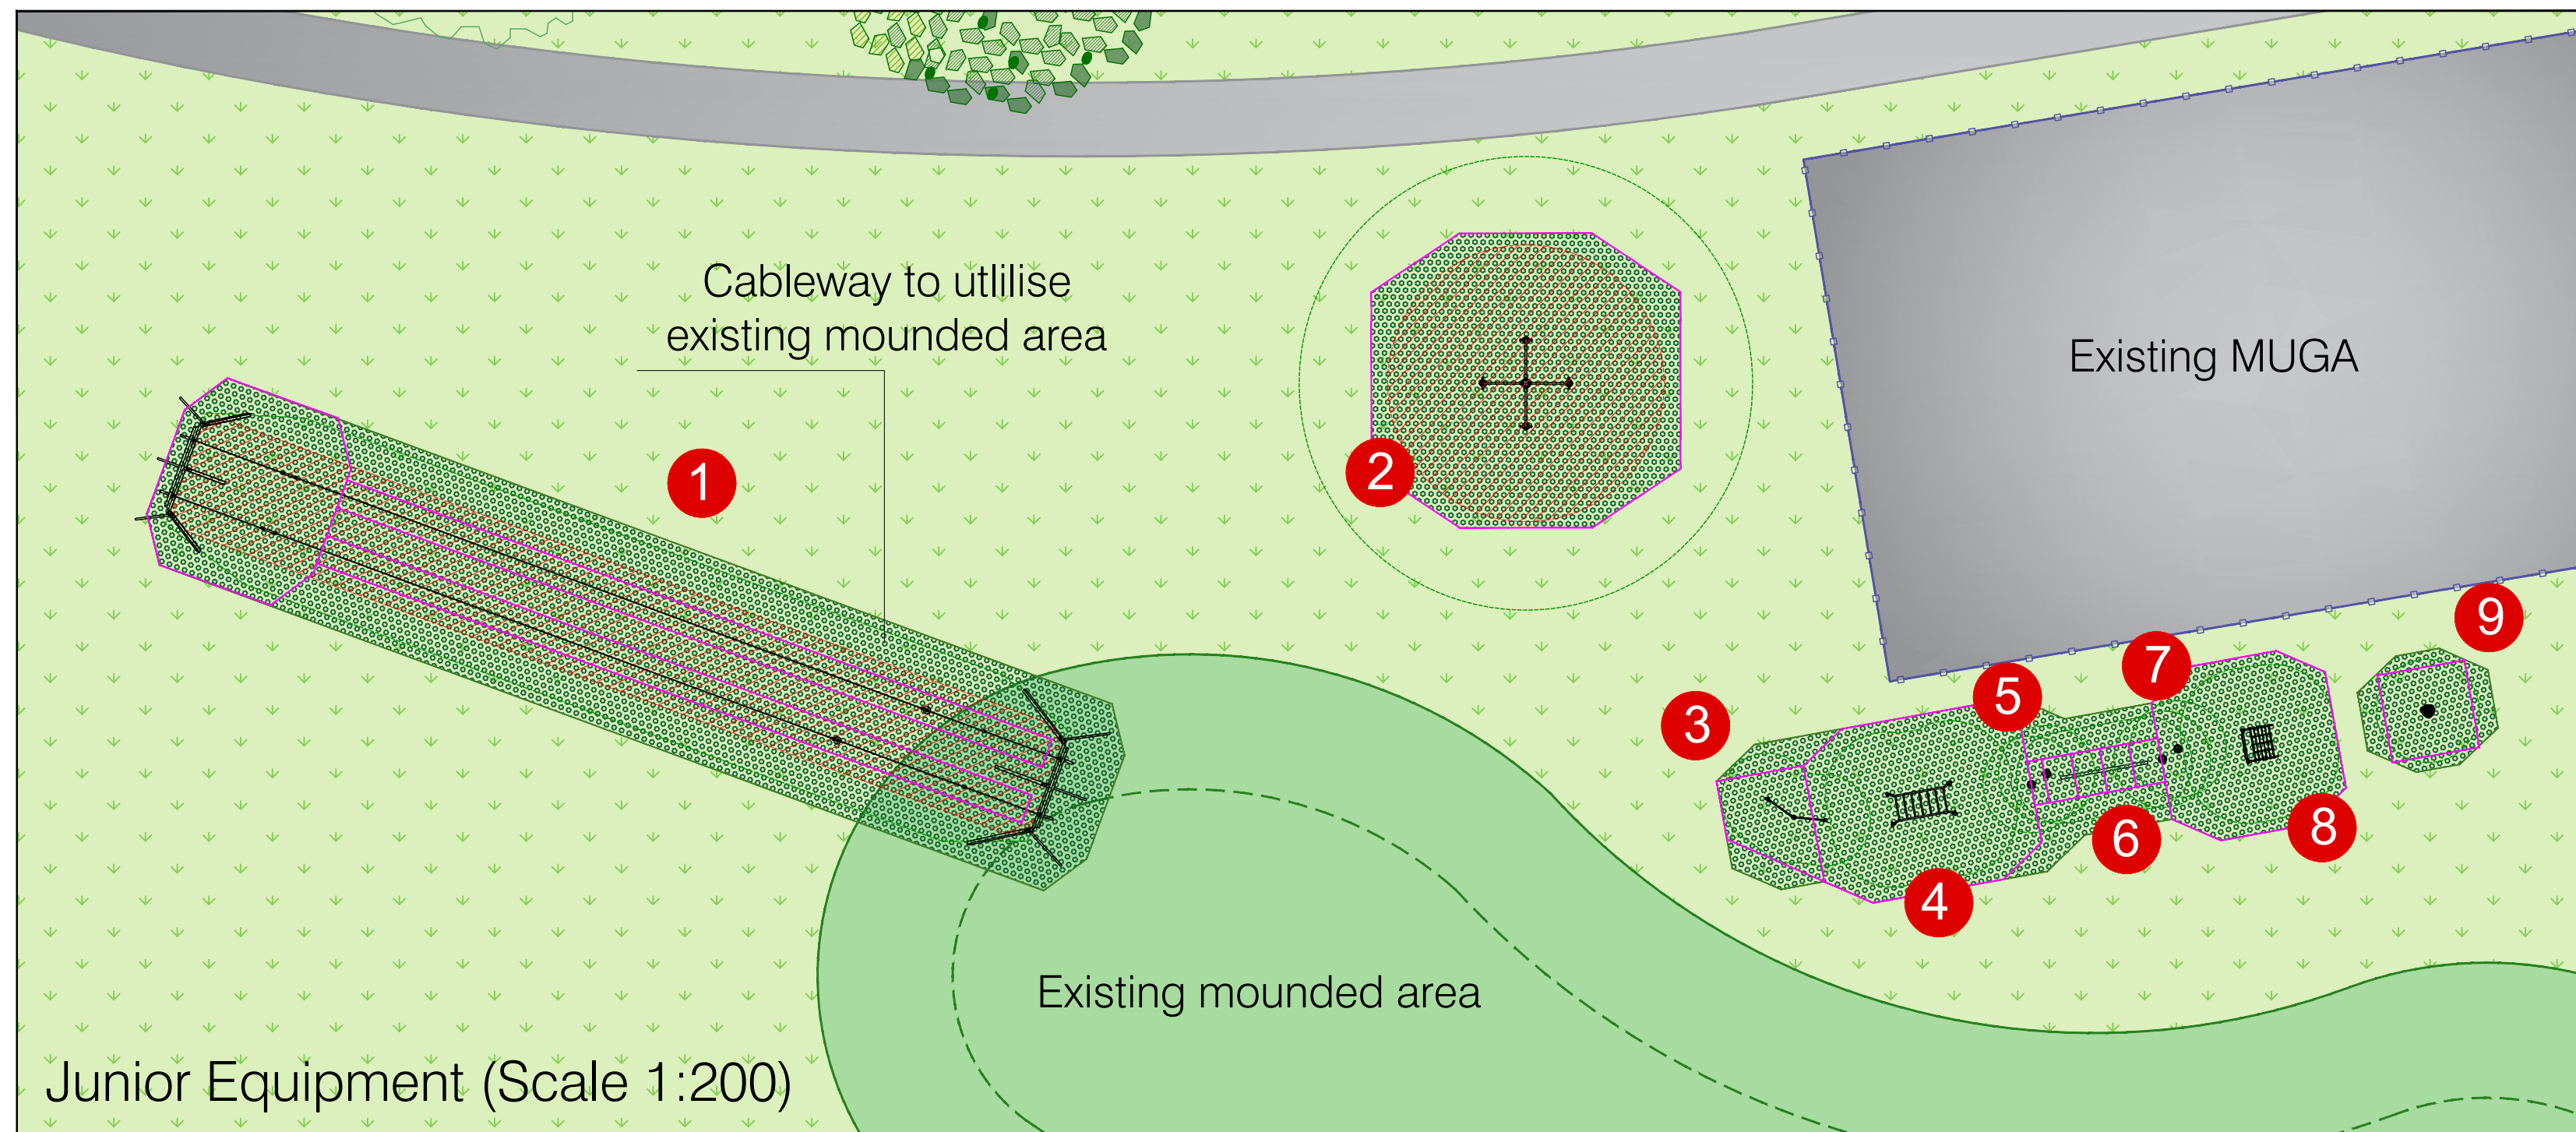 Cableway to utlilise
existing mounded area
Existing MUGA
1
2
3
4
5
6
7
8
9
Existing mounded area
Junior Equipment (Scale 1:200)